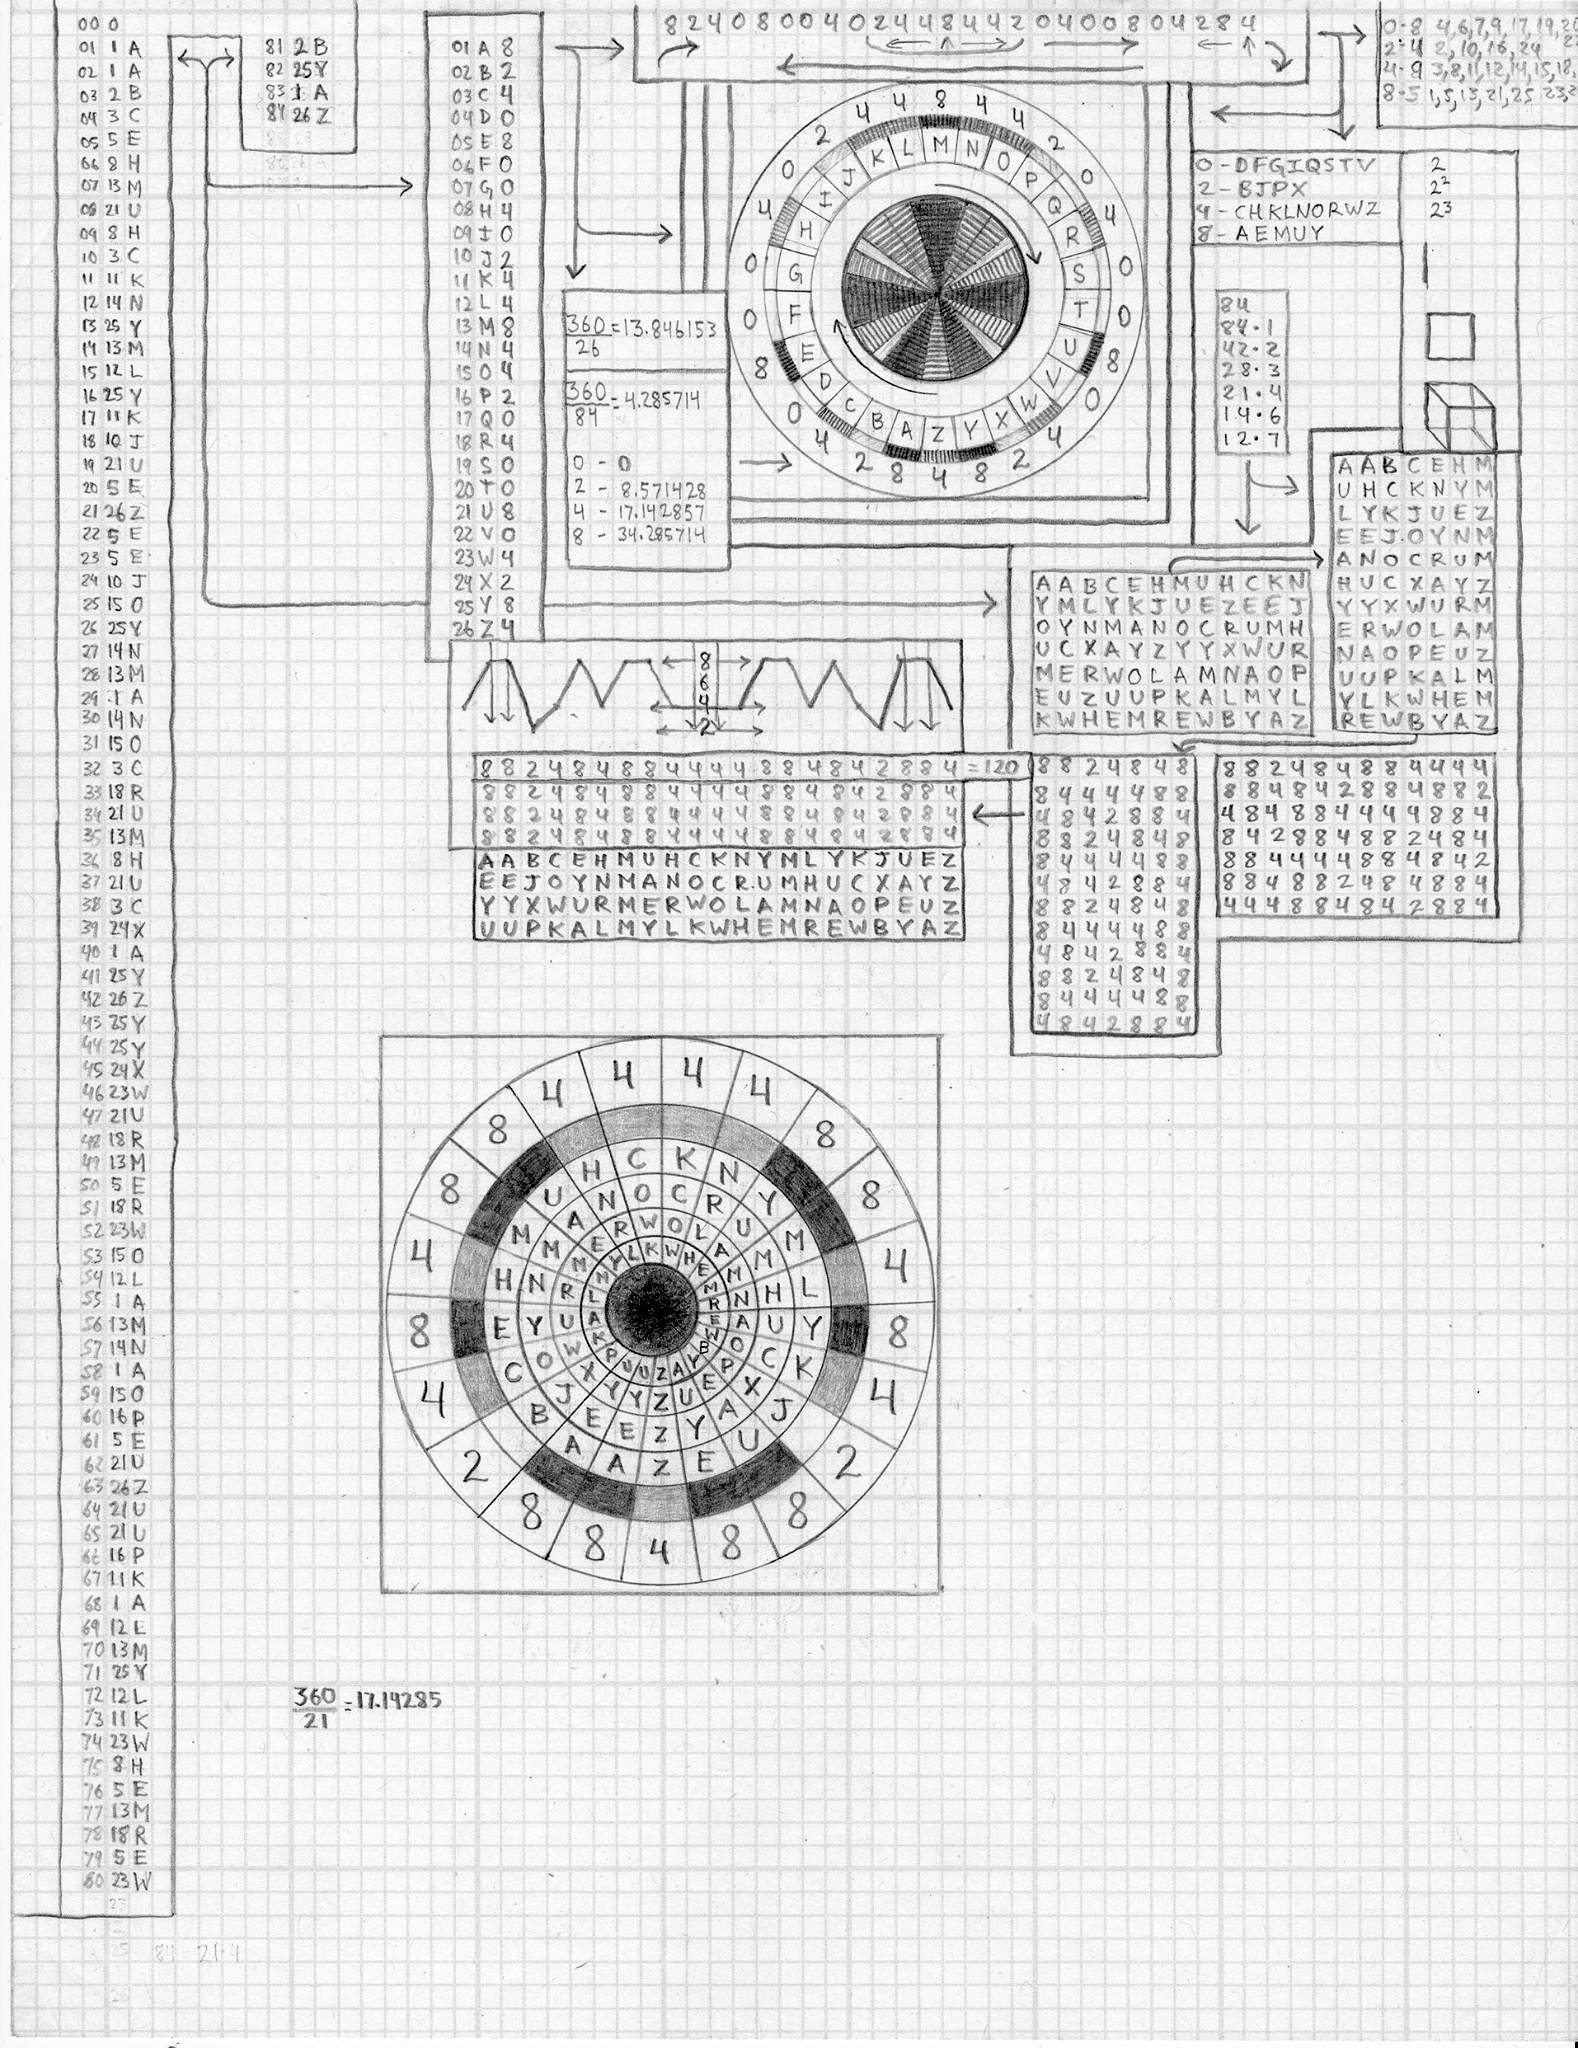 00 0
01 1 A
02 1 A
03 2 B
04 3 C
05 5 E
06 8 H
07 13 M
08 21 U
09 8 H
10 3 C
11 11 K
12 14 N
13 25 Y
14 13 M
15 12 L
16 25 Y
17 11 K
18 10 J
19 21 U
20 5 E
21 26 Z
22 5 E
23 5 E
24 10 J
25 15 O
26 25 Y
27 14 N
28 13 M
29 1 A
30 14 N
31 15 O
32 3 C
33 18 R
34 21 U
35 13 M
36 8 H
37 21 U
38 3 C
39 24 X
40 1 A
41 25 Y
42 26 Z
43 25 Y
44 25 Y
45 24 X
46 23 W
47 21 U
48 18 R
49 13 M
50 5 E
51 18 R
52 23 W
53 15 O
54 12 L
55 1 A
56 13 M
57 14 N
58 1 A
59 15 O
60 16 P
61 5 E
62 21 U
63 26 Z
64 21 U
65 21 U
66 16 P
67 11 K
68 1 A
69 12 L
70 13 M
71 25 Y
72 12 L
73 11 K
74 23 W
75 8 H
76 5 E
77 13 M
78 18 R
79 5 E
80 23 W
81 2 B
82 25 Y
83 1 A
84 26 Z
01 A 8
02 B 2
03 C 4
04 D 0
05 E 8
06 F 0
07 G 0
08 H 4
09 I 0
10 J 2
11 K 4
12 L 4
13 M 8
14 N 4
15 O 4
16 P 2
17 Q 0
18 R 4
19 S 0
20 T 0
21 U 8
22 V 0
23 W 4
24 X 2
25 Y 8
26 Z 4
8 2 4 0 8 0 0 4 0 2 4 4 8 4 4 2 0 4 0 0 8 0 4 2 8 4
0-8 4,6,7,9,17,19,20
2-4 2,10,16,24
4-9 3,8,11,12,14,15,18,
8-5 1,5,13,21,25
0 - DFGIQSTV
2 - BJPX
4 - CHKLNORWZ
8 - AEMUY
2
2²
2³
360/26 = 13.846153
360/84 = 4.285714
0 - 0
2 - 8.571428
4 - 17.142857
8 - 34.285714
8 4 4 2 0 4 0 0 8 0 4 2 8 4 8 2 4 0 8 0 0 4 0 2 4 4
M N O P Q R S T U V W X Y Z A B C D E F G H I J K L
84
84·1
42·2
28·3
21·4
14·6
12·7
A A B C E H M
U H C K N Y M
L Y K J U E Z
E E J O Y N M
A N O C R U M
H U C X A Y Z
Y Y X W U R M
E R W O L A M
N A O P E U Z
U U P K A L M
Y L K W H E M
R E W B Y A Z
A A B C E H M U H C K N
Y M L Y K J U E Z E E J
O Y N M A N O C R U M H
U C X A Y Z Y Y X W U R
M E R W O L A M N A O P
E U Z U U P K A L M Y L
K W H E M R E W B Y A Z
8
6
4
2
8 8 2 4 8 4 8 8 4 4 4 4 8 8 4 8 4 2 8 8 4 = 120
8 8 2 4 8 4 8 8 4 4 4 4 8 8 4 8 4 2 8 8 4
8 8 2 4 8 4 8 8 4 4 4 4 8 8 4 8 4 2 8 8 4
8 8 2 4 8 4 8 8 4 4 4 4 8 8 4 8 4 2 8 8 4
A A B C E H M U H C K N Y M L Y K J U E Z
E E J O Y N M A N O C R U M H U C X A Y Z
Y Y X W U R M E R W O L A M N A O P E U Z
U U P K A L M Y L K W H E M R E W B Y A Z
8 8 2 4 8 4 8
8 4 4 4 4 8 8
4 8 4 2 8 8 4
8 8 2 4 8 4 8
8 4 4 4 4 8 8
4 8 4 2 8 8 4
8 8 2 4 8 4 8
8 4 4 4 4 8 8
4 8 4 2 8 8 4
8 8 2 4 8 4 8
8 4 4 4 4 8 8
4 8 4 2 8 8 4
8 8 2 4 8 4 8 8 4 4 4 4
8 8 4 8 4 2 8 8 4 8 8 2
4 8 4 8 8 4 4 4 4 8 8 4
8 4 2 8 8 4 8 8 2 4 8 4
8 8 4 4 4 4 8 8 4 8 4 2
8 8 4 8 8 2 4 8 4 8 8 4
4 4 4 8 8 4 8 4 2 8 8 4
8 8 2 4 8 4 8 8 4 4 4 4 8 8 4 8 4 2 8 8 4
A A B C E H M U H C K N Y M L Y K J U E Z
E E J O Y N M A N O C R U M H U C X A Y Z
Y Y X W U R M E R W O L A M N A O P E U Z
U U P K A L M Y L K W H E M R E W B Y A Z
360/21 = 17.14285
84 21·4